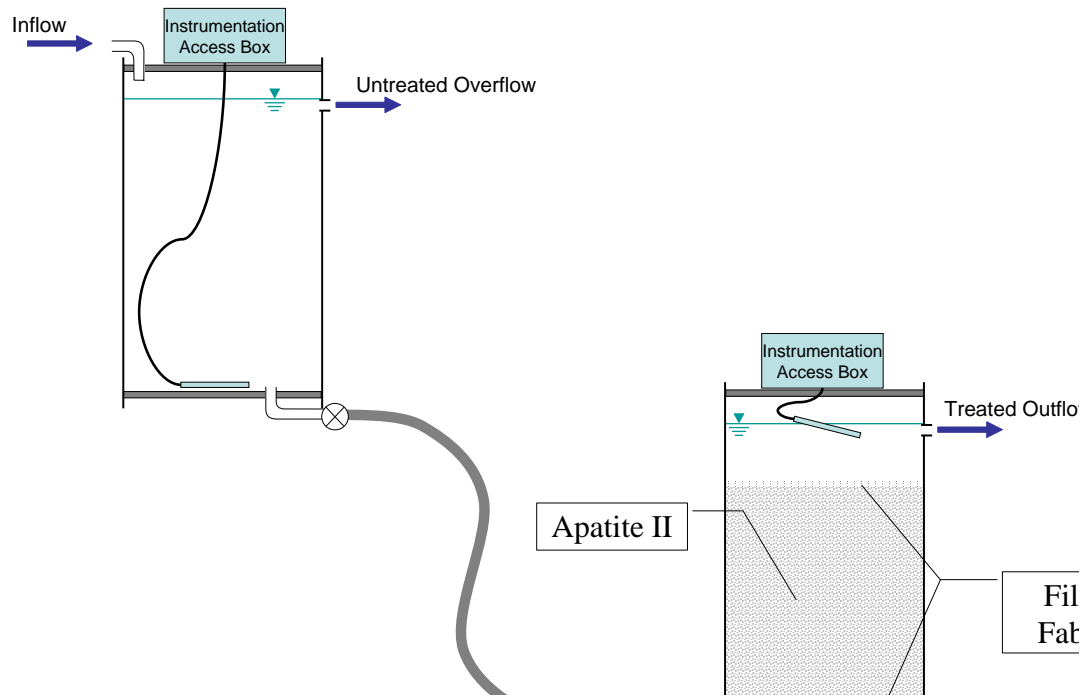 Inflow
Instrumentation
Access Box
Untreated Overflow
Instrumentation
Access Box
Treated Outflo
Apatite II
Fil
Fab